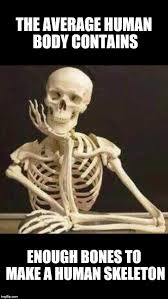 THE AVERAGE HUMAN
BODY CONTAINS
ENOUGH BONES TO
MAKE A HUMAN SKELETON
imgflip.com